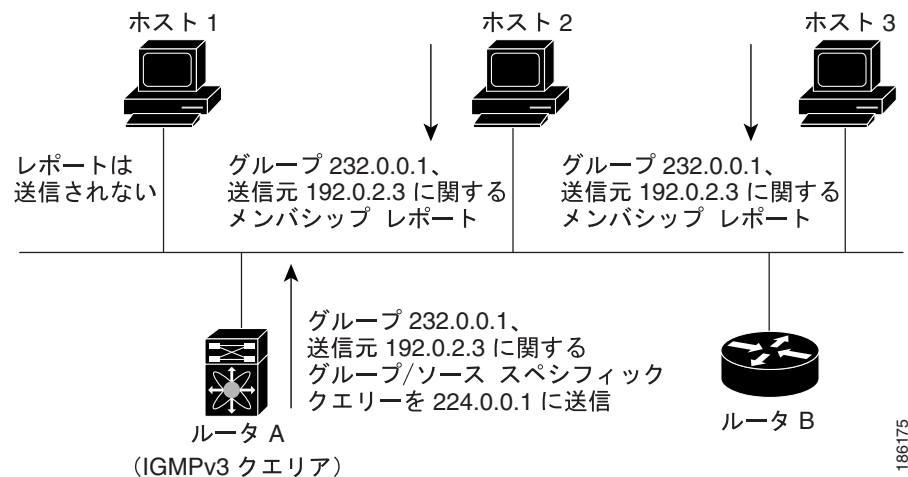 ホスト 1
ホスト 2
ホスト 3
レポートは
送信されない
グループ 232.0.0.1、
送信元 192.0.2.3 に関する
メンバシップ レポート
グループ 232.0.0.1、
送信元 192.0.2.3 に関する
メンバシップ レポート
グループ 232.0.0.1、
送信元 192.0.2.3 に関する
グループ/ソース スペシフィック
クエリーを 224.0.0.1 に送信
ルータ A
（IGMPv3 クエリア）
ルータ B
186175